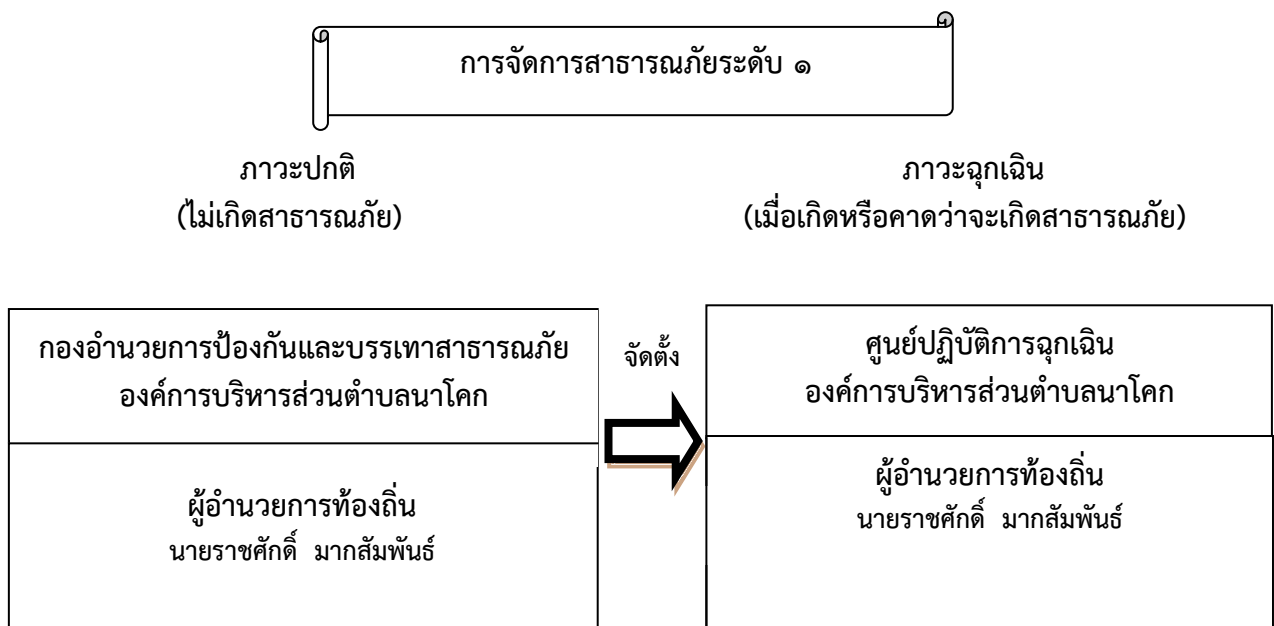 การจัดการสาธารณภัยระดับ ๑
ภาวะปกติ
(ไม่เกิดสาธารณภัย)
ภาวะฉุกเฉิน
(เมื่อเกิดหรือคาดว่าจะเกิดสาธารณภัย)
กองอำนวยการป้องกันและบรรเทาสาธารณภัย
องค์การบริหารส่วนตำบลนาโคก
ผู้อำนวยการท้องถิ่น
นายราชศักดิ์ มากสัมพันธ์
จัดตั้ง
ศูนย์ปฏิบัติการฉุกเฉิน
องค์การบริหารส่วนตำบลนาโคก
ผู้อำนวยการท้องถิ่น
นายราชศักดิ์ มากสัมพันธ์